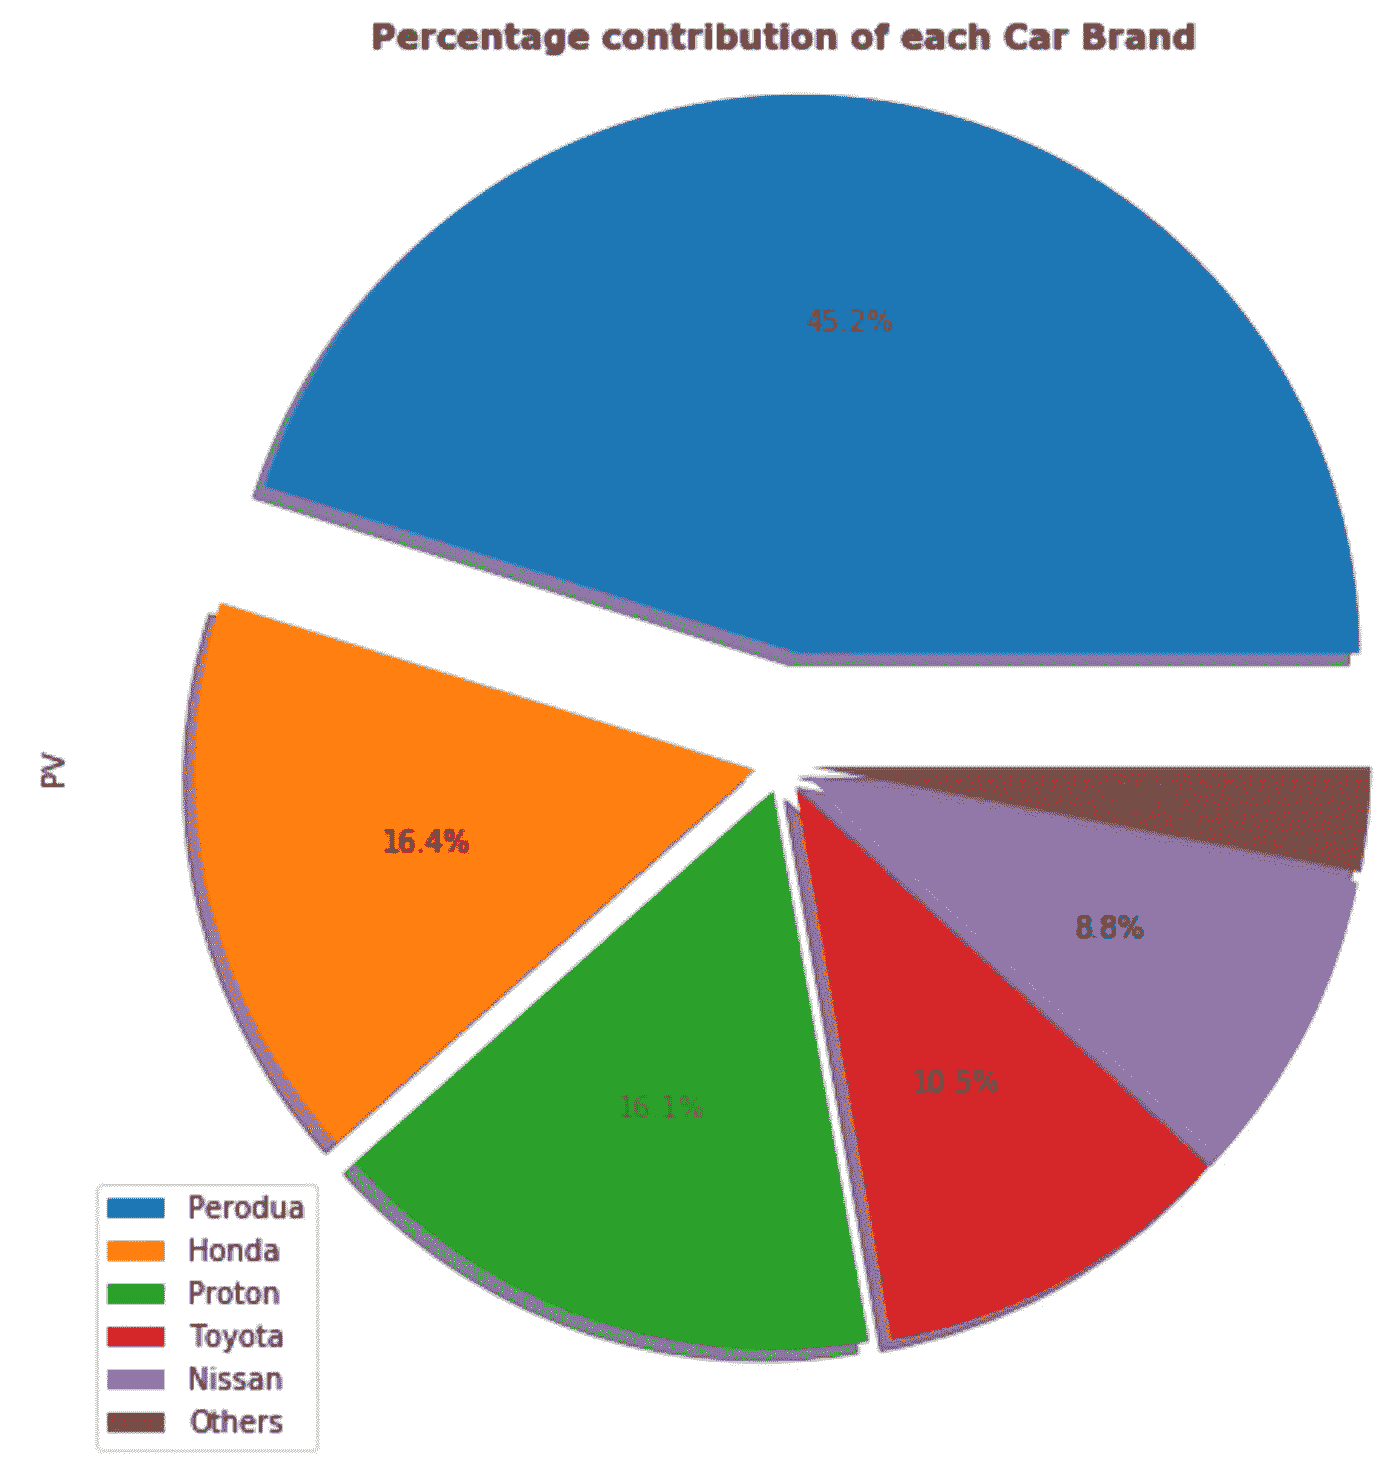 Percentage contribution of each Car Brand
45.2%
PV
16.4%
8.8%
10.5%
16.1%
Perodua
Honda
Proton
Toyota
Nissan
Others